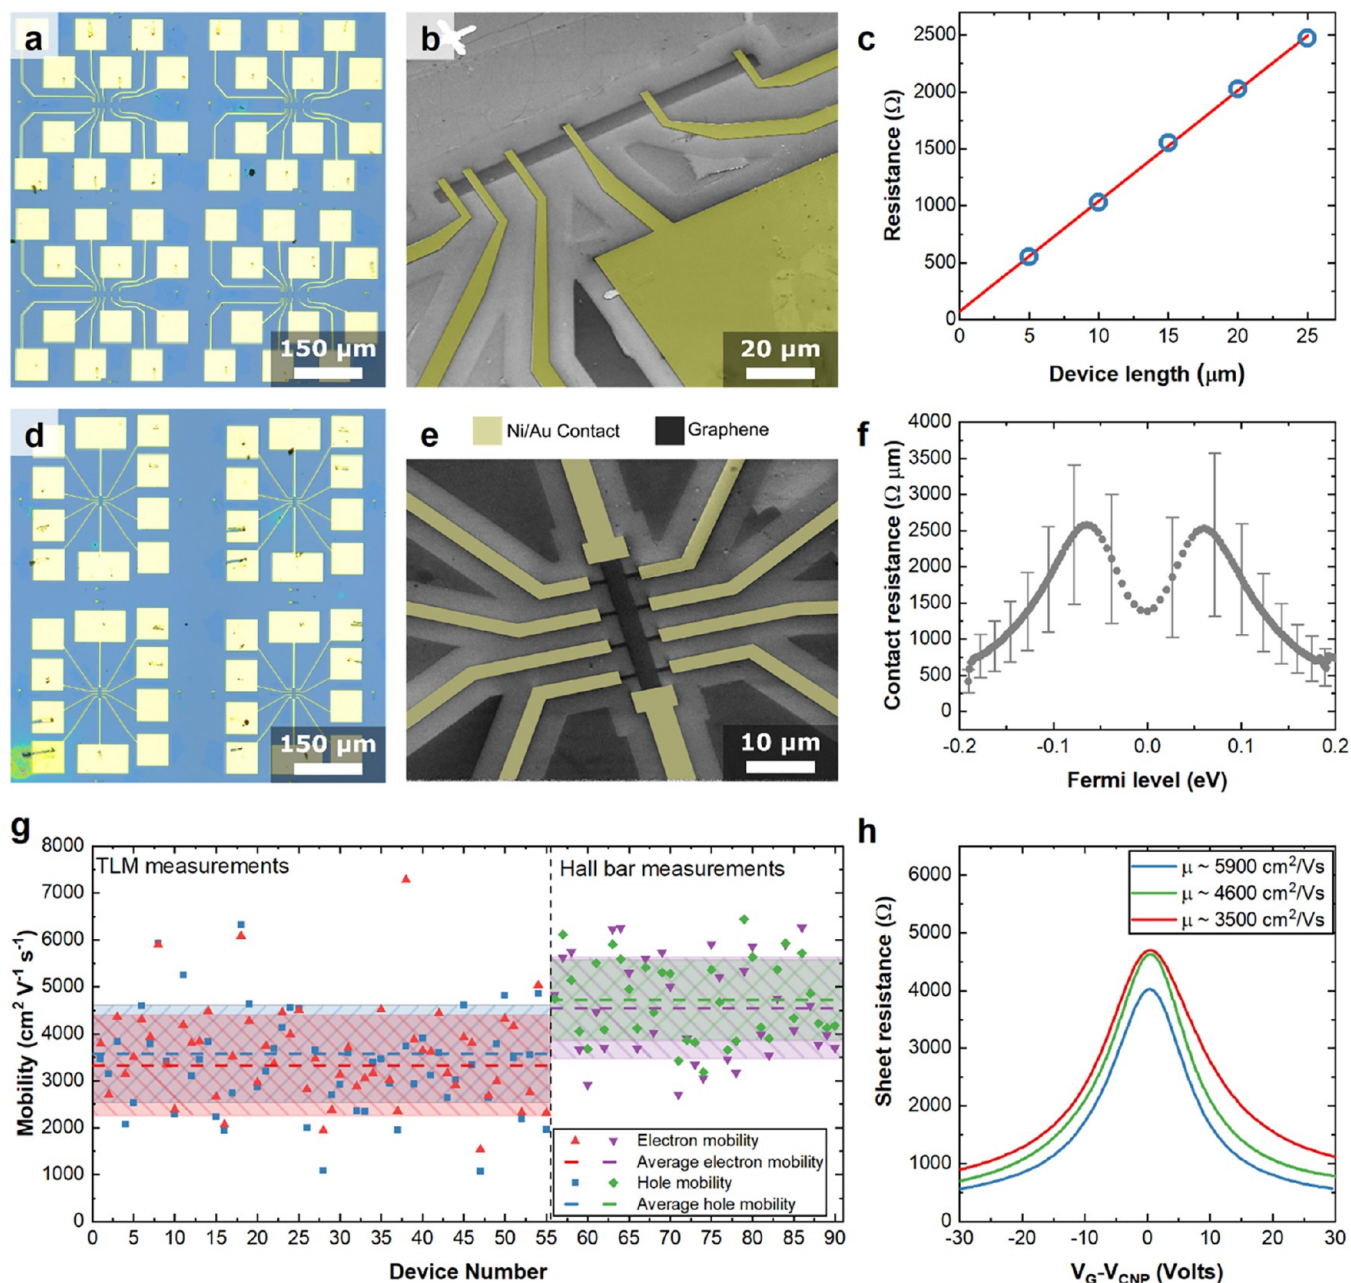 a
150 µm
b
20 µm
c
Resistance (Ω)
2500
2000
1500
1000
500
0
0 5 10 15 20 25
Device length (µm)
d
150 µm
e
Ni/Au Contact Graphene
10 µm
f
Contact resistance (Ω µm)
4000
3500
3000
2500
2000
1500
1000
500
0
-0.2 -0.1 0.0 0.1 0.2
Fermi level (eV)
g
Mobility (cm² V⁻¹ s⁻¹)
8000
7000
6000
5000
4000
3000
2000
1000
0
TLM measurements
Hall bar measurements
Electron mobility
Average electron mobility
Hole mobility
Average hole mobility
0 5 10 15 20 25 30 35 40 45 50 55 60 65 70 75 80 85 90
Device Number
h
Sheet resistance (Ω)
6000
5000
4000
3000
2000
1000
0
µ ~ 5900 cm²/Vs
µ ~ 4600 cm²/Vs
µ ~ 3500 cm²/Vs
-30 -20 -10 0 10 20 30
V_G-V_CNP (Volts)